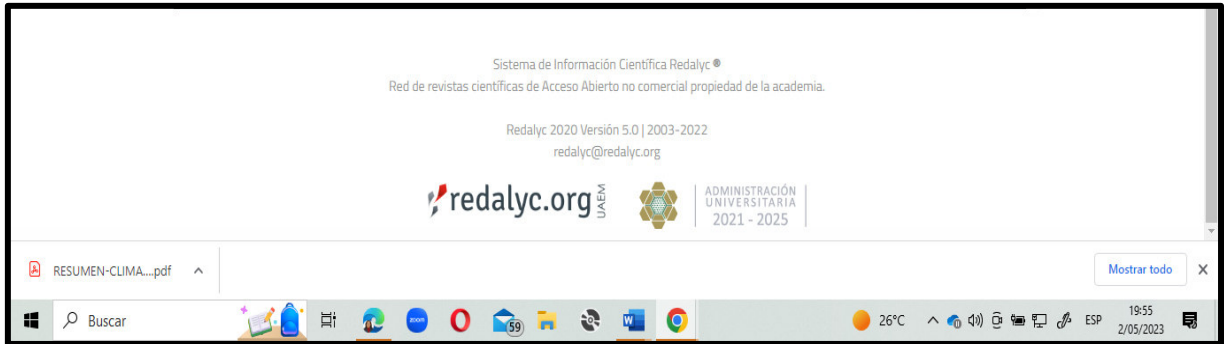 Sistema de Información Científica Redalyc ®
Red de revistas científicas de Acceso Abierto no comercial propiedad de la academia.
Redalyc 2020 Versión 5.0 | 2003-2022
redalyc@redalyc.org
redalyc.org UAEM
ADMINISTRACIÓN
UNIVERSITARIA
2021 - 2025
RESUMEN-CLIMA....pdf
Mostrar todo
Buscar
zoom
59
26°C
ESP
19:55
2/05/2023